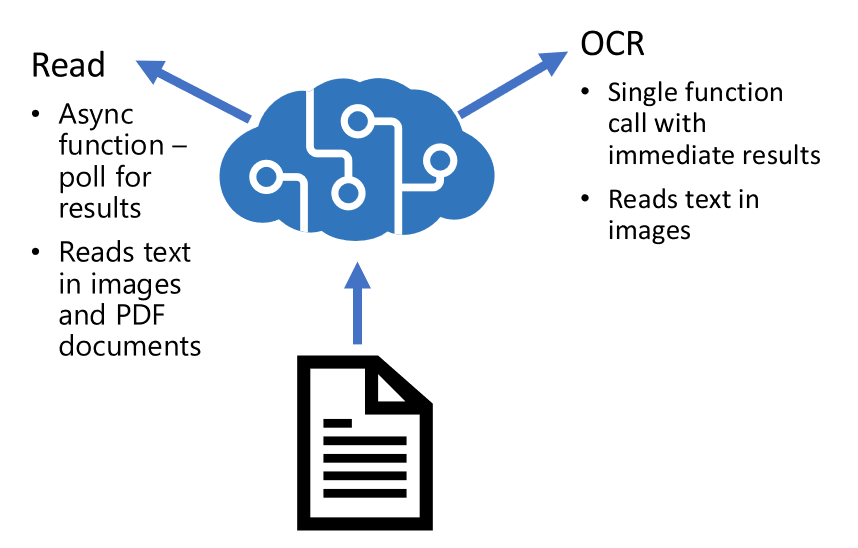 Read
• Async
function –
poll for
results
• Reads text
in images
and PDF
documents
OCR
• Single function
call with
immediate results
• Reads text in
images